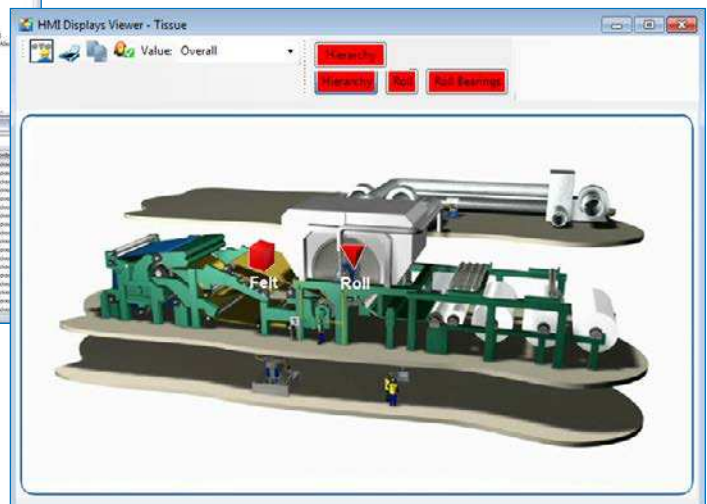 HMI Displays Viewer - Tissue
Value: Overall
Hierarchy
Hierarchy Roll Roll Bearings
Felt Roll